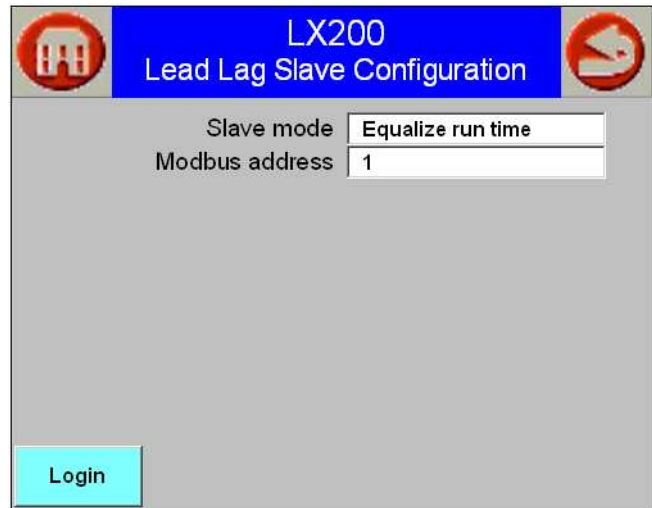 LX200
Lead Lag Slave Configuration
Slave mode Equalize run time
Modbus address 1
Login